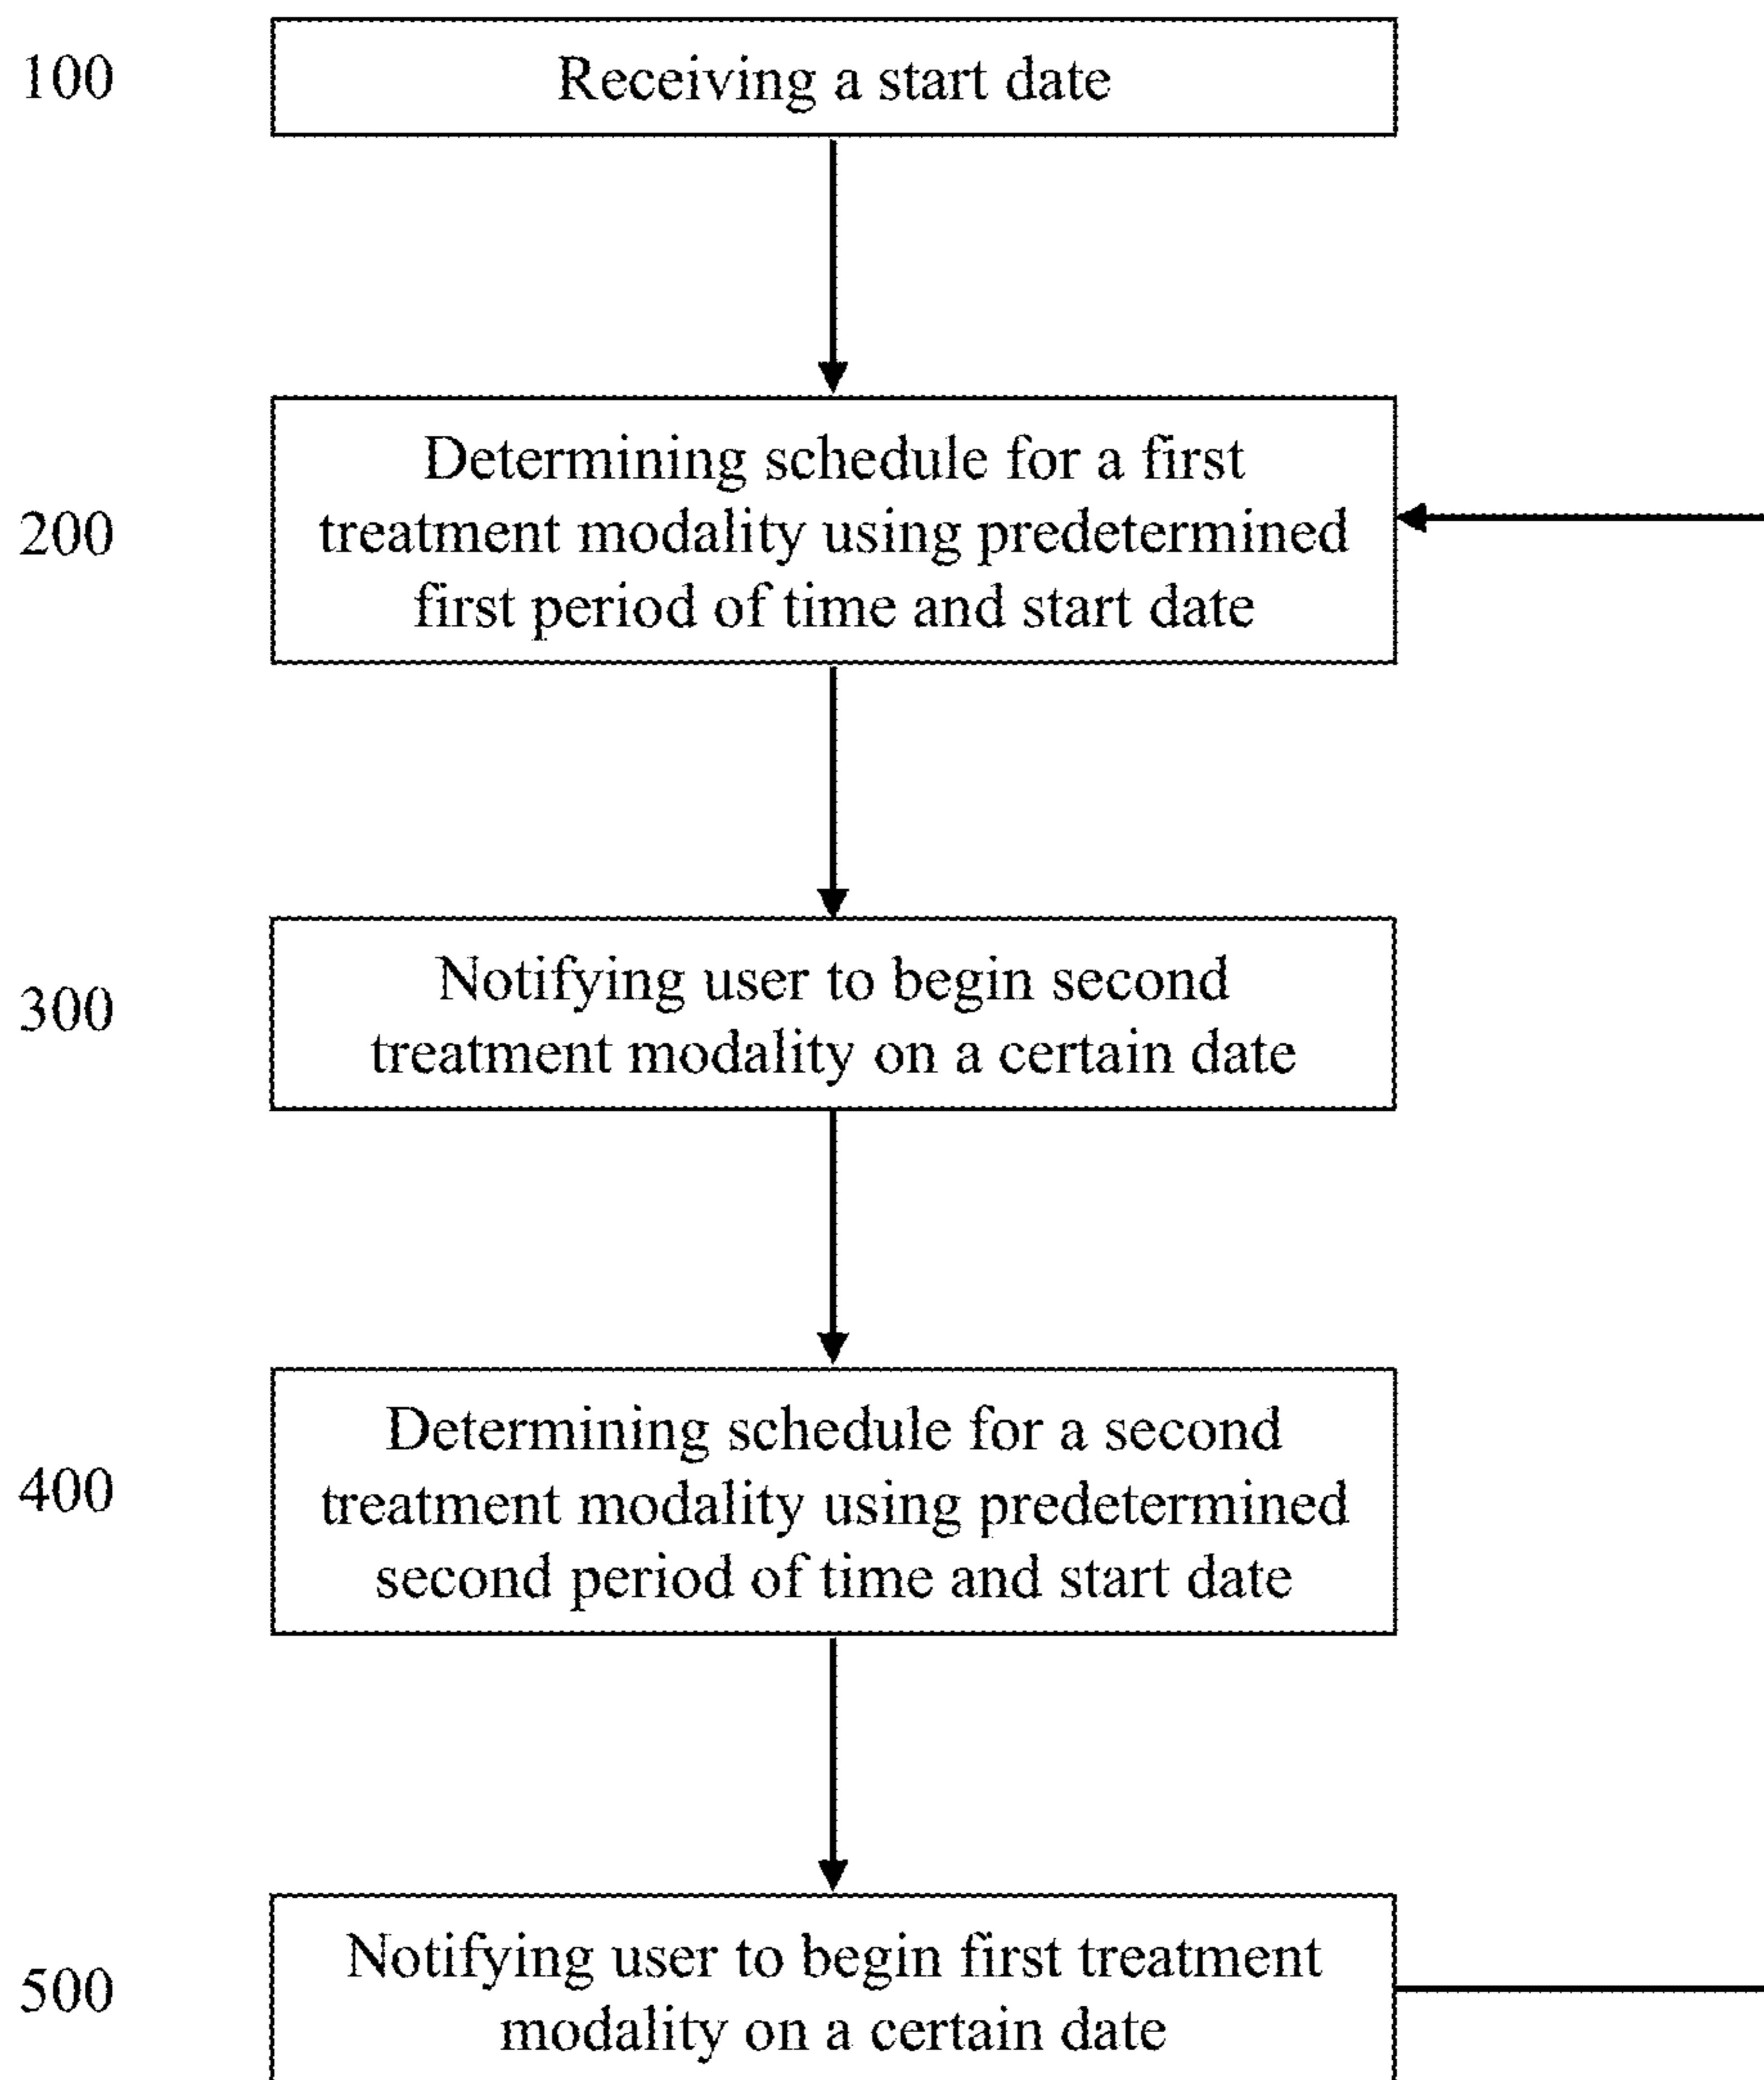 100
Receiving a start date
200
Determining schedule for a first
treatment modality using predetermined
first period of time and start date
300
Notifying user to begin second
treatment modality on a certain date
400
Determining schedule for a second
treatment modality using predetermined
second period of time and start date
500
Notifying user to begin first treatment
modality on a certain date